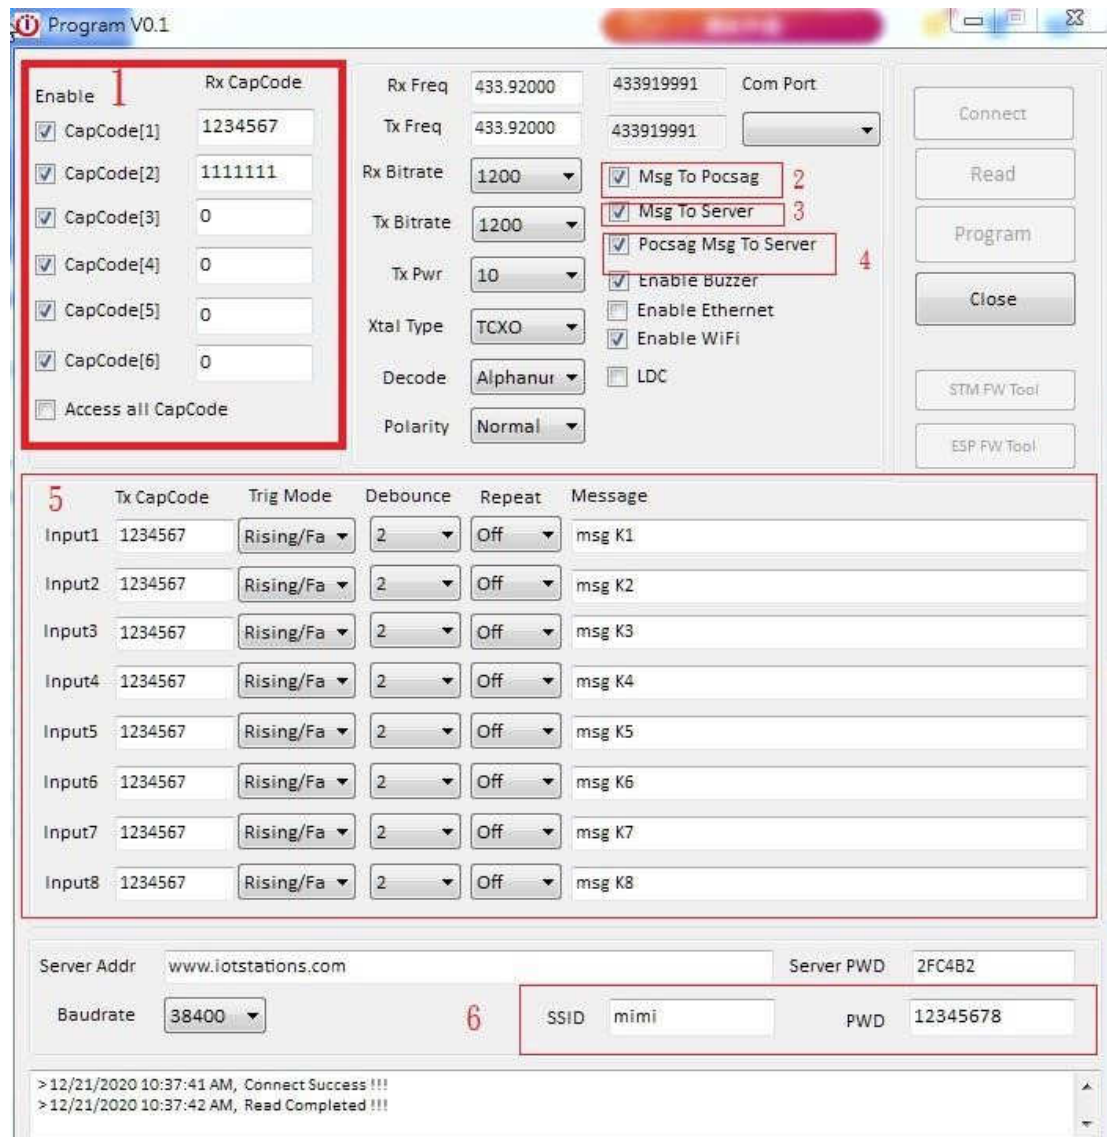 Program V0.1
1
Enable Rx CapCode
CapCode[1] 1234567
CapCode[2] 1111111
CapCode[3] 0
CapCode[4] 0
CapCode[5] 0
CapCode[6] 0
Access all CapCode
Rx Freq 433.92000 433919991 Com Port
Tx Freq 433.92000 433919991
Rx Bitrate 1200
Tx Bitrate 1200
Tx Pwr 10
Xtal Type TCXO
Decode Alphanur
Polarity Normal
Msg To Pocsag 2
Msg To Server 3
Pocsag Msg To Server 4
Enable Buzzer
Enable Ethernet
Enable WiFi
LDC
Connect
Read
Program
Close
STM FW Tool
ESP FW Tool
5 Tx CapCode Trig Mode Debounce Repeat Message
Input1 1234567 Rising/Fa 2 Off msg K1
Input2 1234567 Rising/Fa 2 Off msg K2
Input3 1234567 Rising/Fa 2 Off msg K3
Input4 1234567 Rising/Fa 2 Off msg K4
Input5 1234567 Rising/Fa 2 Off msg K5
Input6 1234567 Rising/Fa 2 Off msg K6
Input7 1234567 Rising/Fa 2 Off msg K7
Input8 1234567 Rising/Fa 2 Off msg K8
Server Addr www.iotstations.com Server PWD 2FC4B2
Baudrate 38400 6 SSID mimi PWD 12345678
>12/21/2020 10:37:41 AM, Connect Success !!!
>12/21/2020 10:37:42 AM, Read Completed !!!